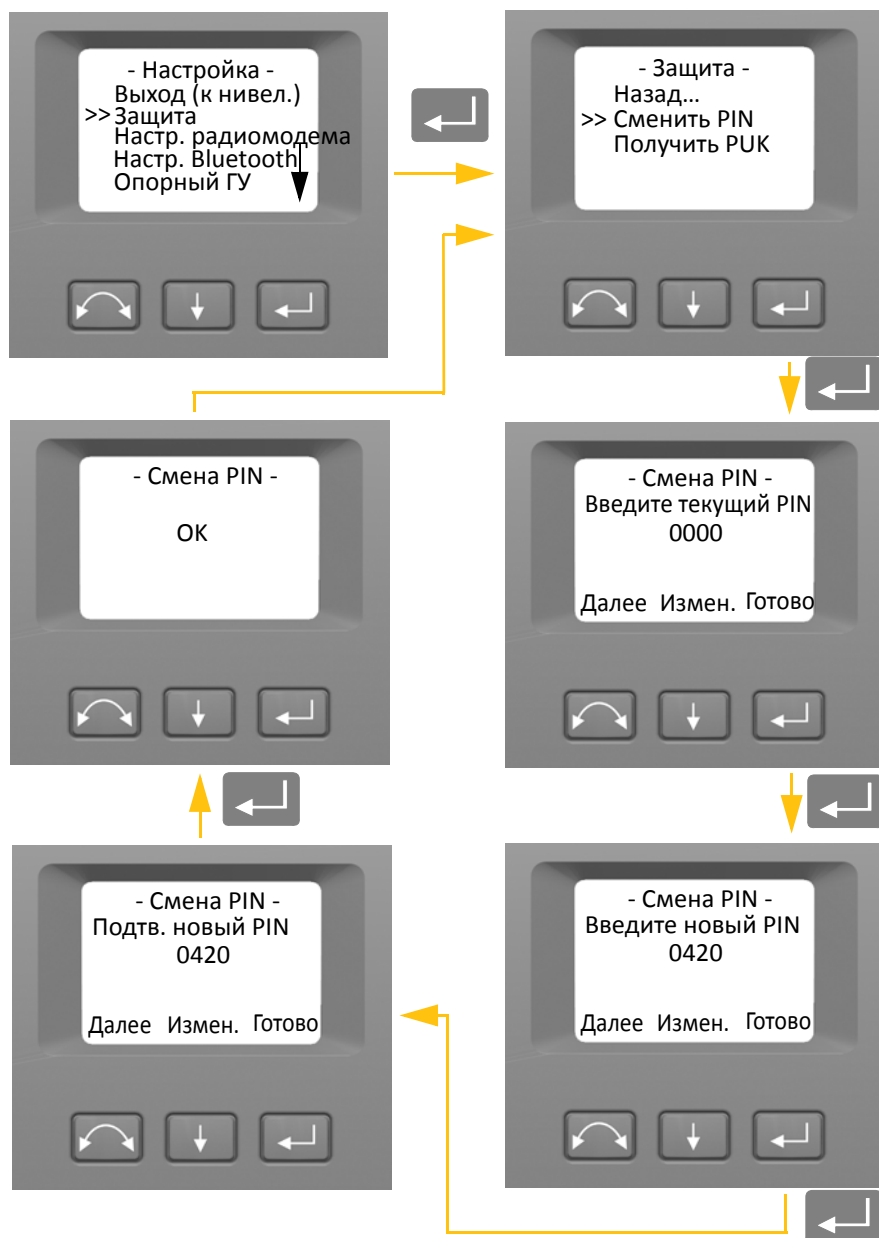 - Настройка -
Выход (к нивел.)
>> Защита
Настр. радиомодема
Настр. Bluetooth
Опорный ГУ
- Защита -
Назад...
>> Сменить PIN
Получить PUK
- Смена PIN -
Введите текущий PIN
0000
Далее Измен. Готово
- Смена PIN -
Введите новый PIN
0420
Далее Измен. Готово
- Смена PIN -
Подтв. новый PIN
0420
Далее Измен. Готово
- Смена PIN -
OK